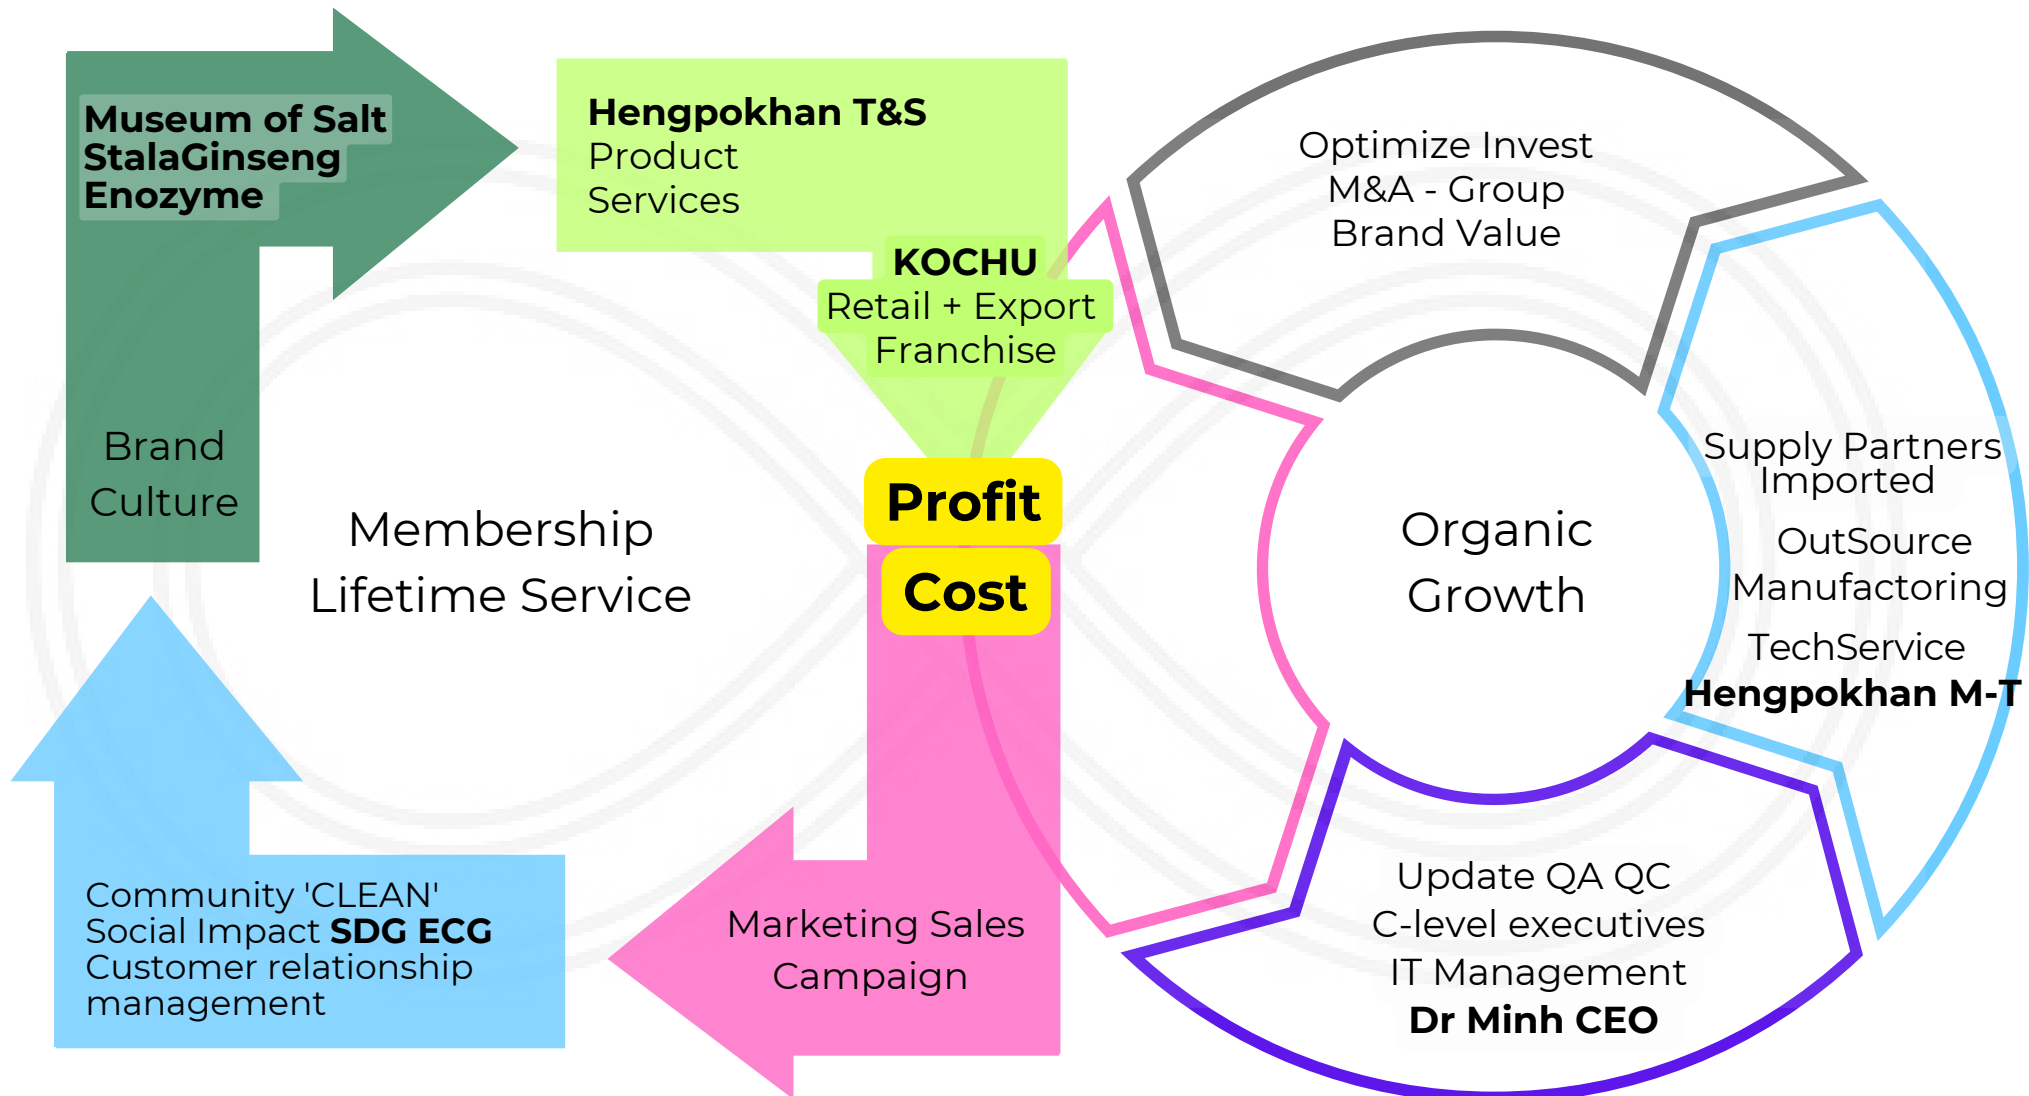 Museum of Salt
StalaGinseng
Enozyme
Brand
Culture
Hengpokhan T&S
Product
Services
KOCHU
Retail + Export
Franchise
Profit
Cost
Membership
Lifetime Service
Community 'CLEAN'
Social Impact SDG ECG
Customer relationship
management
Marketing Sales
Campaign
Optimize Invest
M&A - Group
Brand Value
Organic
Growth
Supply Partners
Imported
OutSource
Manufactoring
TechService
Hengpokhan M-T
Update QA QC
C-level executives
IT Management
Dr Minh CEO